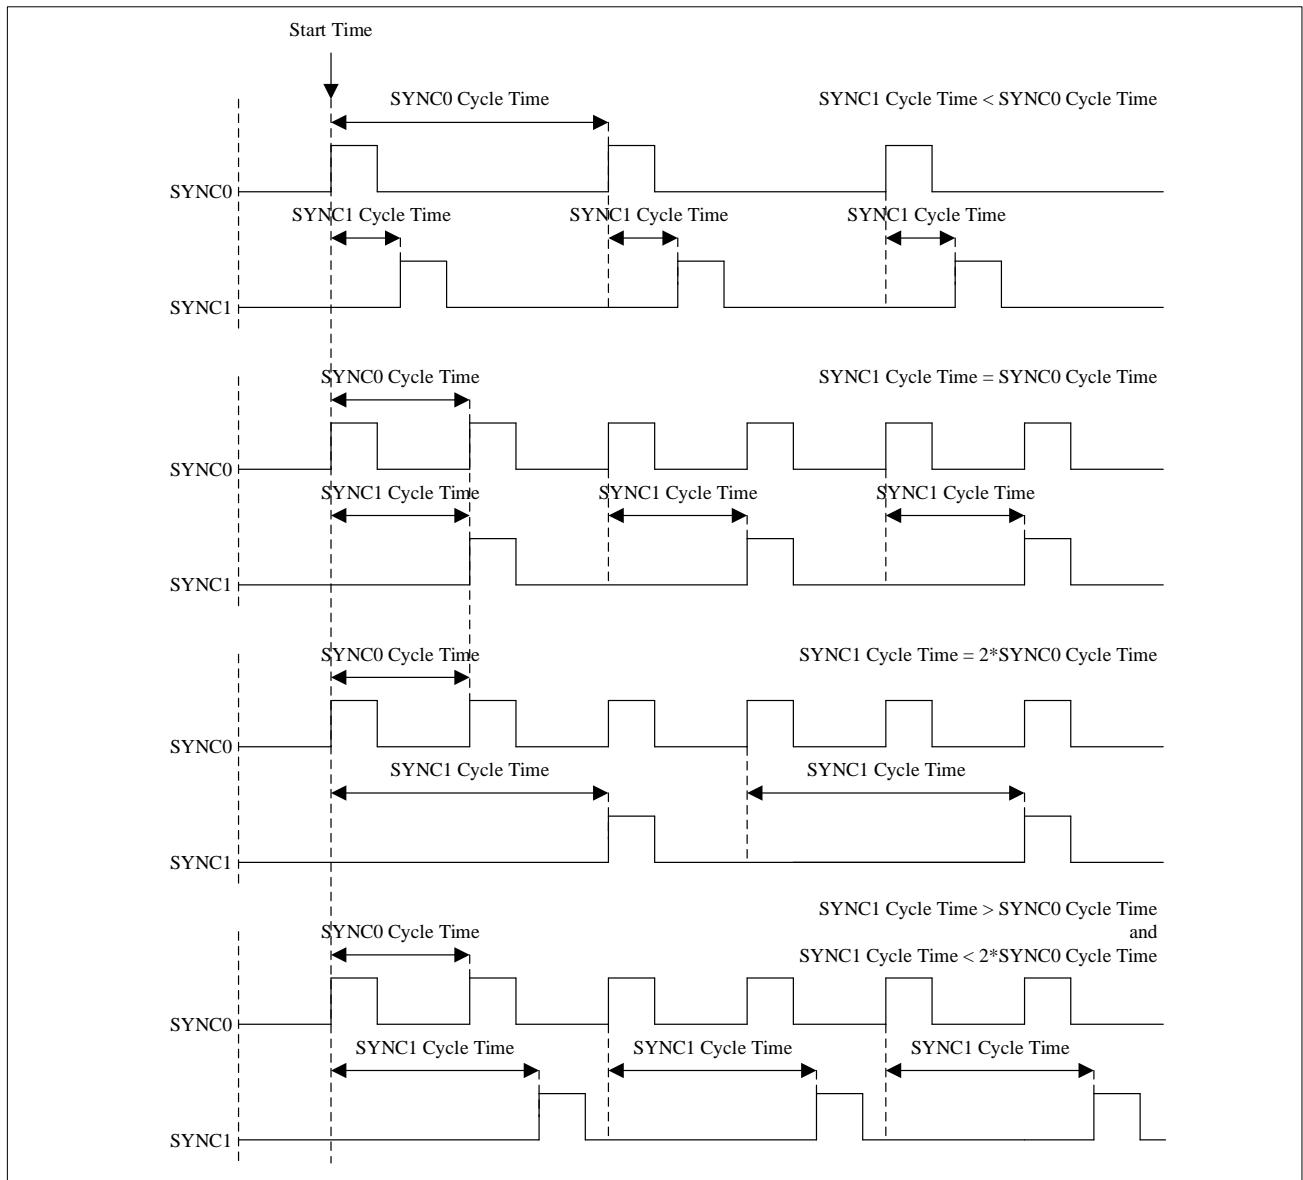 Start Time
SYNC0 Cycle Time
SYNC1 Cycle Time < SYNC0 Cycle Time
SYNC0
SYNC1 Cycle Time
SYNC1 Cycle Time
SYNC1 Cycle Time
SYNC1
SYNC0 Cycle Time
SYNC1 Cycle Time = SYNC0 Cycle Time
SYNC0
SYNC1 Cycle Time
SYNC1 Cycle Time
SYNC1 Cycle Time
SYNC1
SYNC0 Cycle Time
SYNC1 Cycle Time = 2*SYNC0 Cycle Time
SYNC0
SYNC1 Cycle Time
SYNC1 Cycle Time
SYNC1
SYNC1 Cycle Time > SYNC0 Cycle Time
and
SYNC1 Cycle Time < 2*SYNC0 Cycle Time
SYNC0 Cycle Time
SYNC0
SYNC1 Cycle Time
SYNC1 Cycle Time
SYNC1 Cycle Time
SYNC1